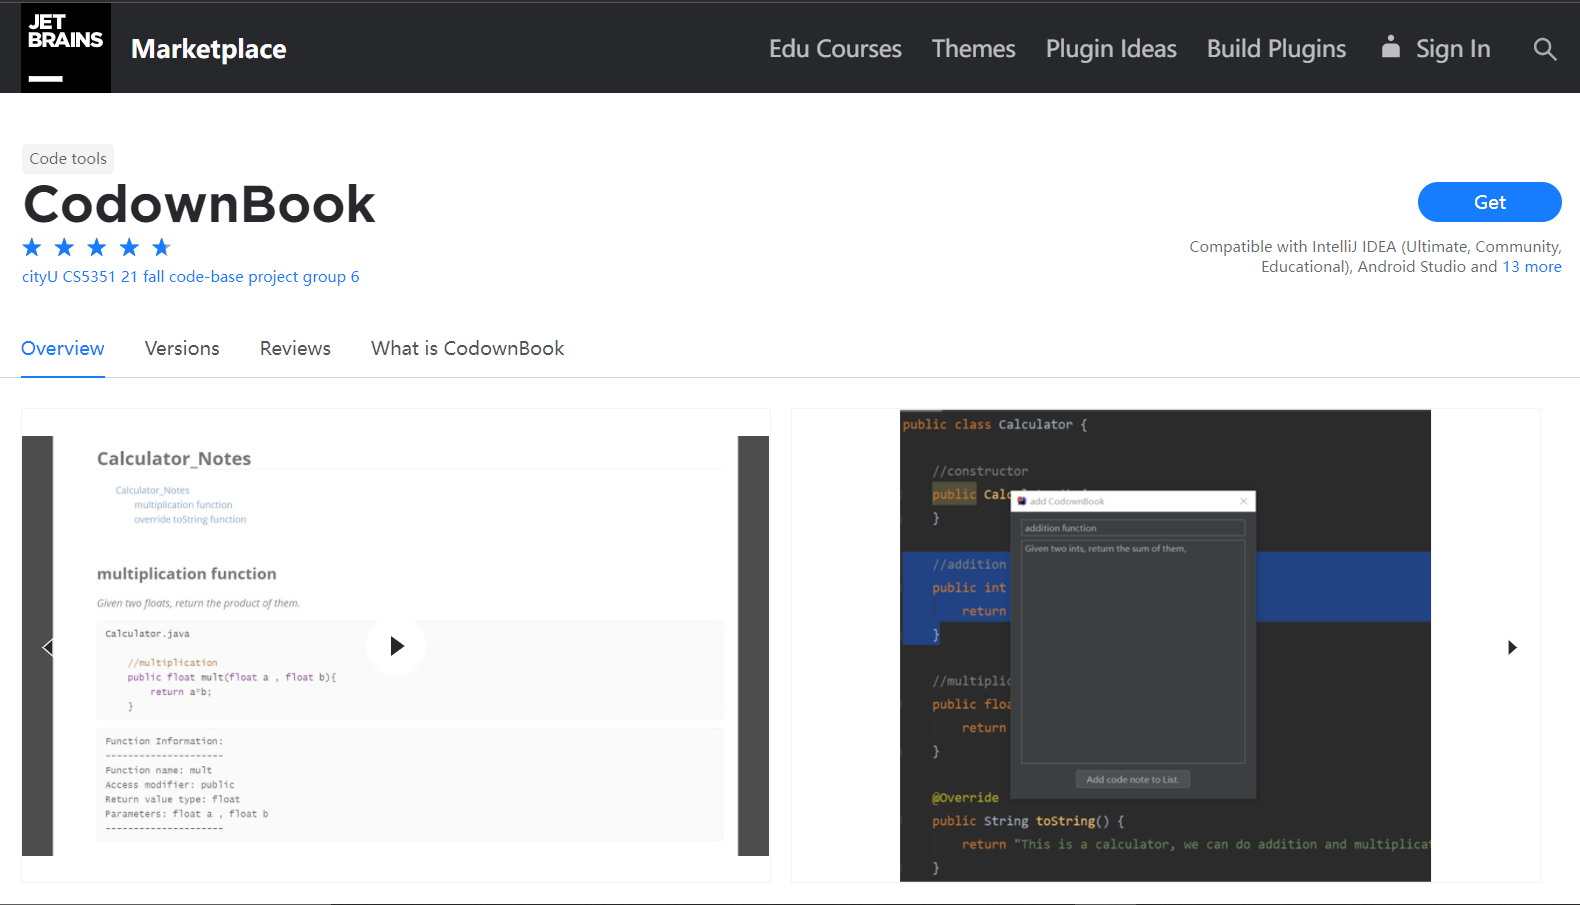 JET
BRAINS
Marketplace
Edu Courses
Themes
Plugin Ideas
Build Plugins
Sign In
Code tools
CodownBook
Get
cityU CS5351 21 fall code-base project group 6
Compatible with IntelliJ IDEA (Ultimate, Community,
Educational), Android Studio and 13 more
Overview
Versions
Reviews
What is CodownBook
Calculator_Notes
Calculator_Notes
multiplication function
override toString function
multiplication function
Given two floats, return the product of them.
Calculator.java
//multiplication
public float mult(float a , float b){
return a*b;
}
Function Information:
---------------------
Function name: mult
Access modifier: public
Return value type: float
Parameters: float a , float b
---------------------
public class Calculator {
//constructor
public Calc
}
//addition
public int
return
}
//multiplic
public floa
return
}
@Override
public String toString() {
return "This is a calculator, we can do addition and multiplicat
}
add CodownBook
addition function
Given two ints, return the sum of them,
Add code note to List.